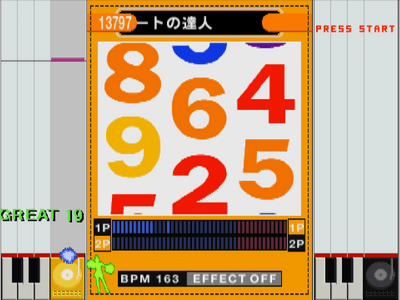 13797
ートの達人
PRESS START
8
6
4
9
5
2
GREAT 19
1P
1P
2P
2P
BPM 163
EFFECT OFF